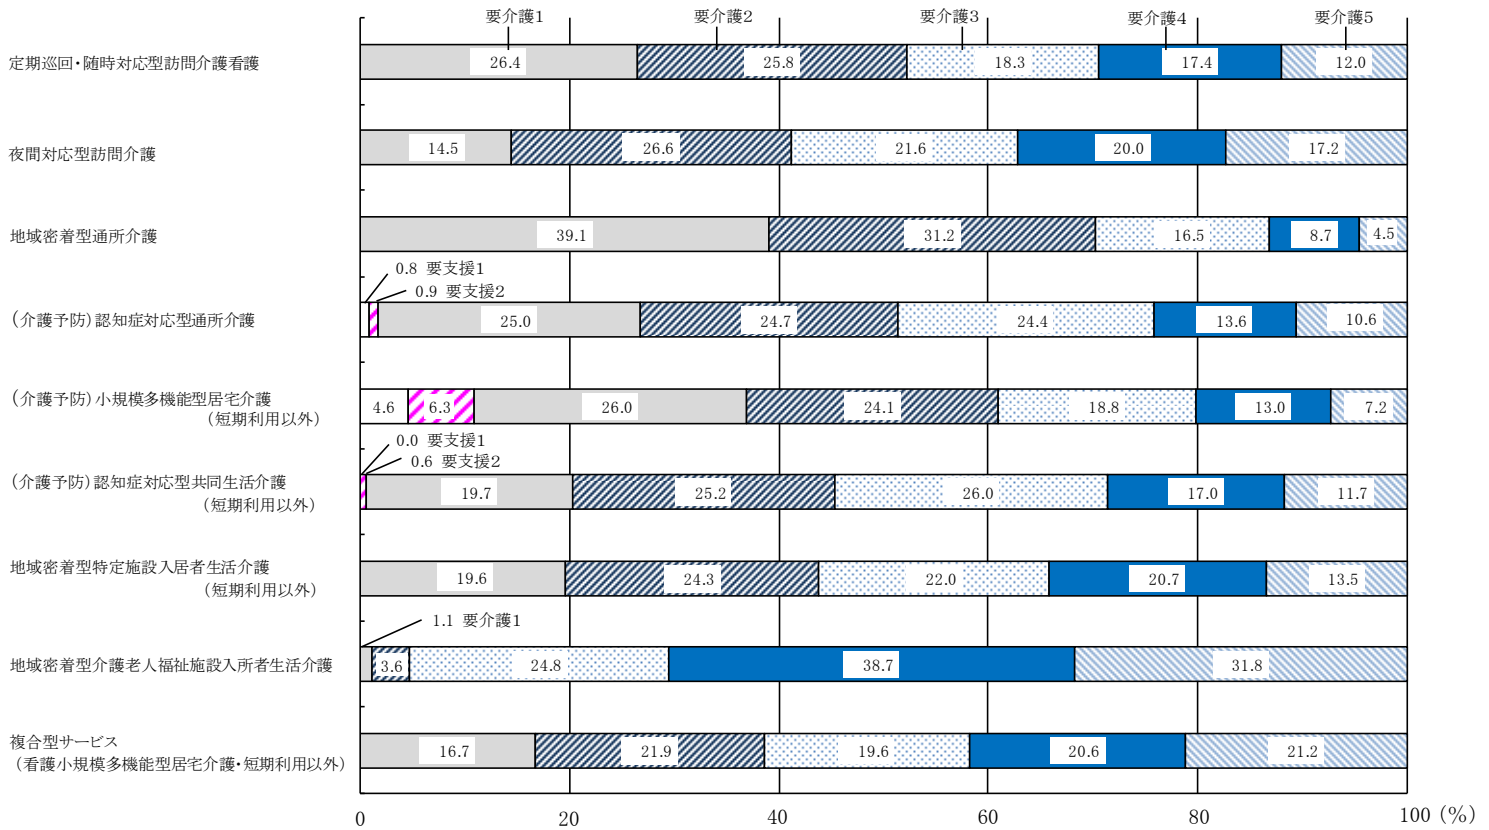 要介護1 要介護2 要介護3 要介護4 要介護5
定期巡回・随時対応型訪問介護看護 26.4 25.8 18.3 17.4 12.0
夜間対応型訪問介護 14.5 26.6 21.6 20.0 17.2
地域密着型通所介護 39.1 31.2 16.5 8.7 4.5
0.8 要支援1
0.9 要支援2
(介護予防)認知症対応型通所介護 25.0 24.7 24.4 13.6 10.6
(介護予防)小規模多機能型居宅介護
(短期利用以外) 4.6 6.3 26.0 24.1 18.8 13.0 7.2
0.0 要支援1
0.6 要支援2
(介護予防)認知症対応型共同生活介護
(短期利用以外) 19.7 25.2 26.0 17.0 11.7
地域密着型特定施設入居者生活介護
(短期利用以外) 19.6 24.3 22.0 20.7 13.5
1.1 要介護1
地域密着型介護老人福祉施設入所者生活介護 3.6 24.8 38.7 31.8
複合型サービス
(看護小規模多機能型居宅介護・短期利用以外) 16.7 21.9 19.6 20.6 21.2
0 20 40 60 80 100 (%)